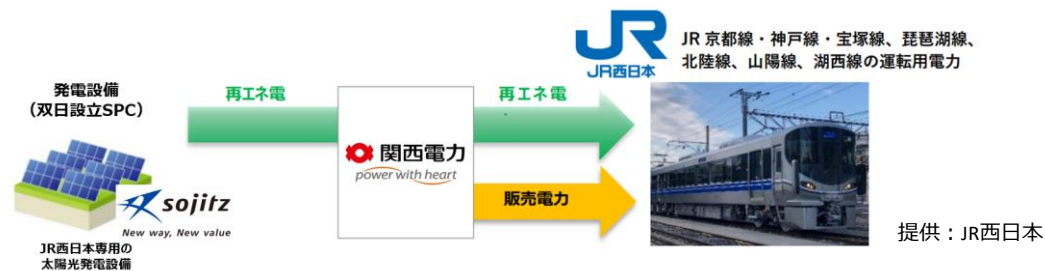 発電設備
（双日設立SPC）
sojitz
New way, New value
JR西日本専用の
太陽光発電設備
再エネ電
関西電力
power with heart
再エネ電
販売電力
JR
JR西日本
JR 京都線・神戸線・宝塚線、琵琶湖線、
北陸線、山陽線、湖西線の運転用電力
提供：JR西日本